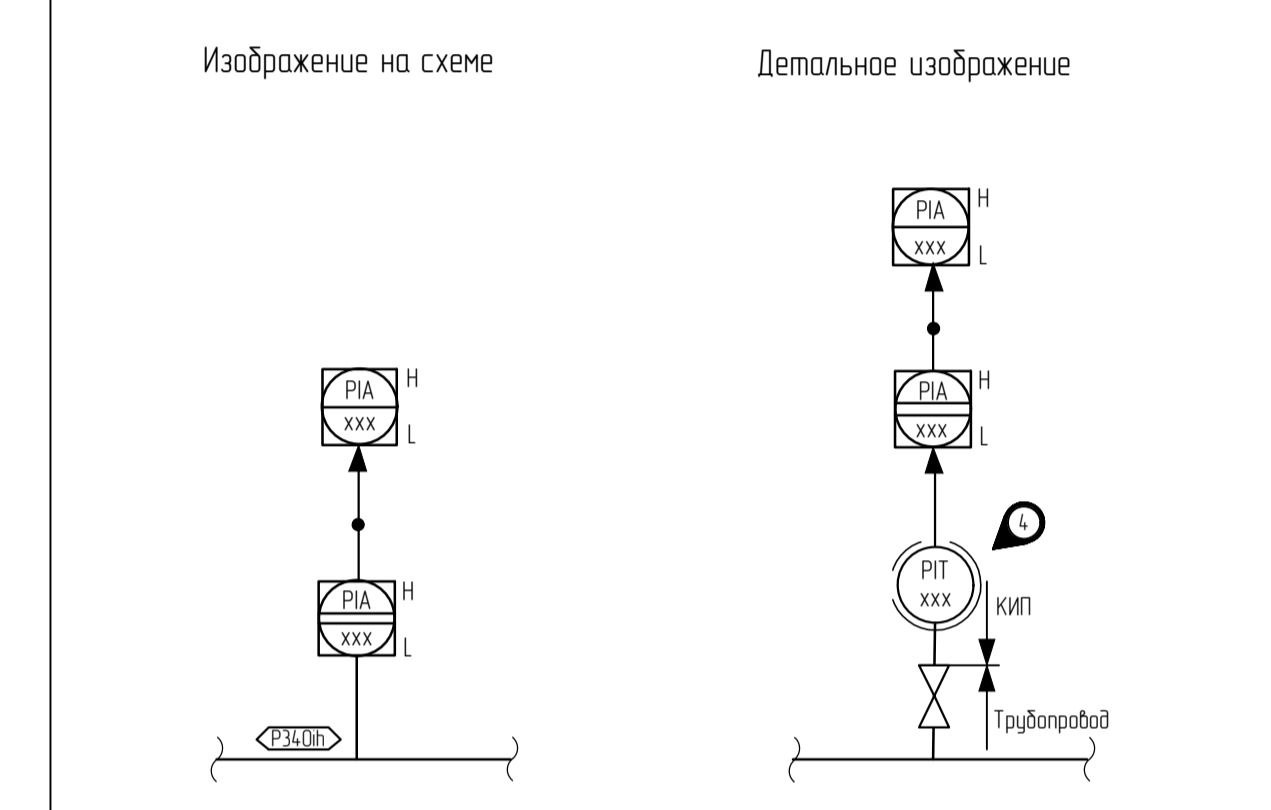 Изображение на схеме
Детальное изображение
PIA
H
XXX
L
PIA
H
XXX
L
P340ih
PIA
H
XXX
L
PIA
H
XXX
L
4
PIT
XXX
КИП
Трубопровод